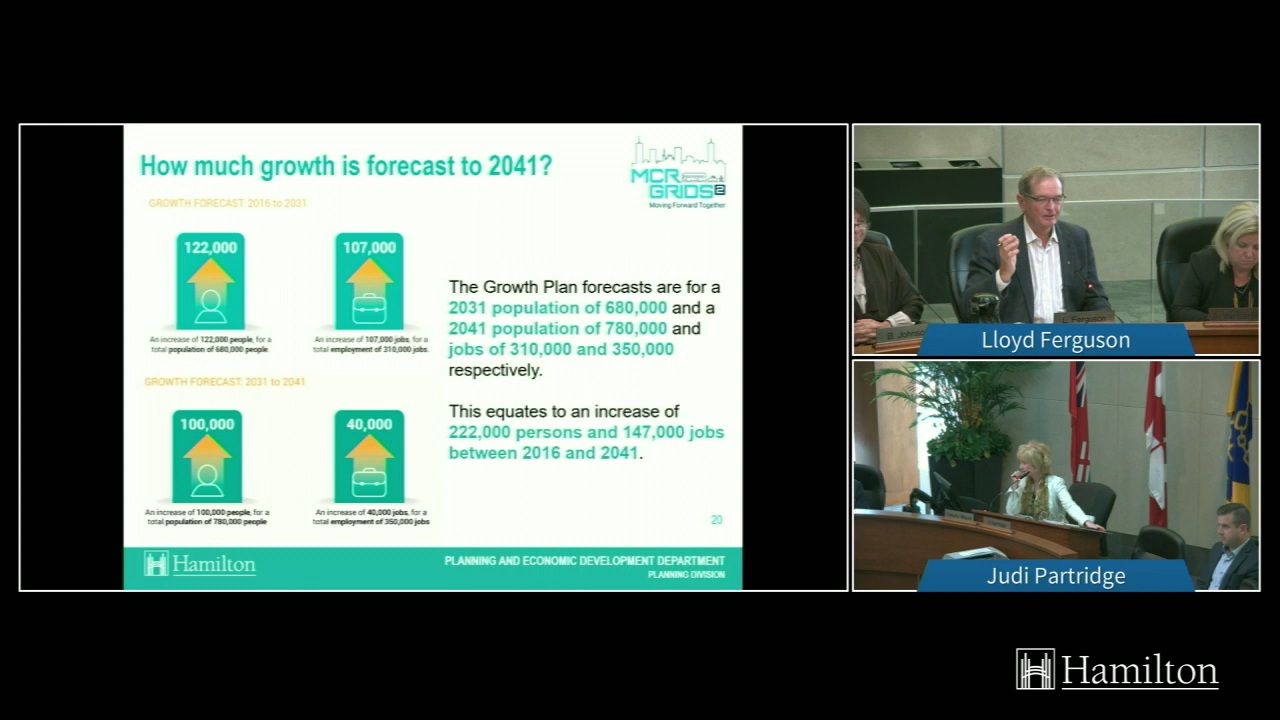 How much growth is forecast to 2041?
MCR
GRIDS2
Moving Forward Together
GROWTH FORECAST: 2016 to 2031
122,000
An increase of 122,000 people, for a
total population of 680,000 people.
107,000
An increase of 107,000 jobs, for a
total employment of 310,000 jobs.
GROWTH FORECAST: 2031 to 2041
100,000
An increase of 100,000 people, for a
total population of 780,000 people
40,000
An increase of 40,000 jobs, for a
total employment of 350,000 jobs
The Growth Plan forecasts are for a
2031 population of 680,000 and a
2041 population of 780,000 and
jobs of 310,000 and 350,000
respectively.
This equates to an increase of
222,000 persons and 147,000 jobs
between 2016 and 2041.
20
Hamilton
PLANNING AND ECONOMIC DEVELOPMENT DEPARTMENT
PLANNING DIVISION
L. Ferguson
Lloyd Ferguson
Judi Partridge
Hamilton